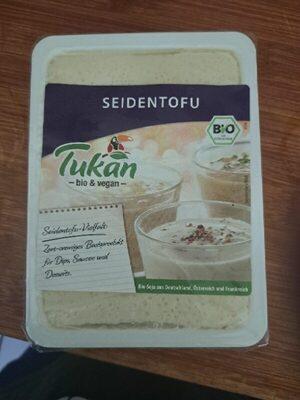 SEIDENTOFU
Bio
Tukan
bio & vegan
Seidentofu-Vielfalt:
Zart-cremiges Basisprodukt
für Dips, Saucen und
Desserts.
Bio-Soja aus Deutschland, Österreich und Frankreich